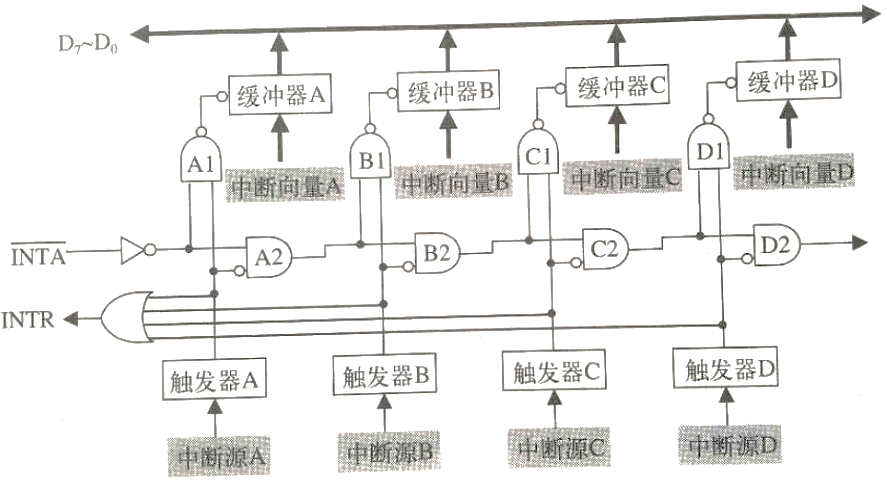 D₇~D₀
缓冲器A 缓冲器B 缓冲器C 缓冲器D
A1 B1 C1 D1
中断向量A 中断向量B 中断向量C 中断向量D
INTA A2 B2 C2 D2
INTR
触发器A 触发器B 触发器C 触发器D
中断源A 中断源B 中断源C 中断源D